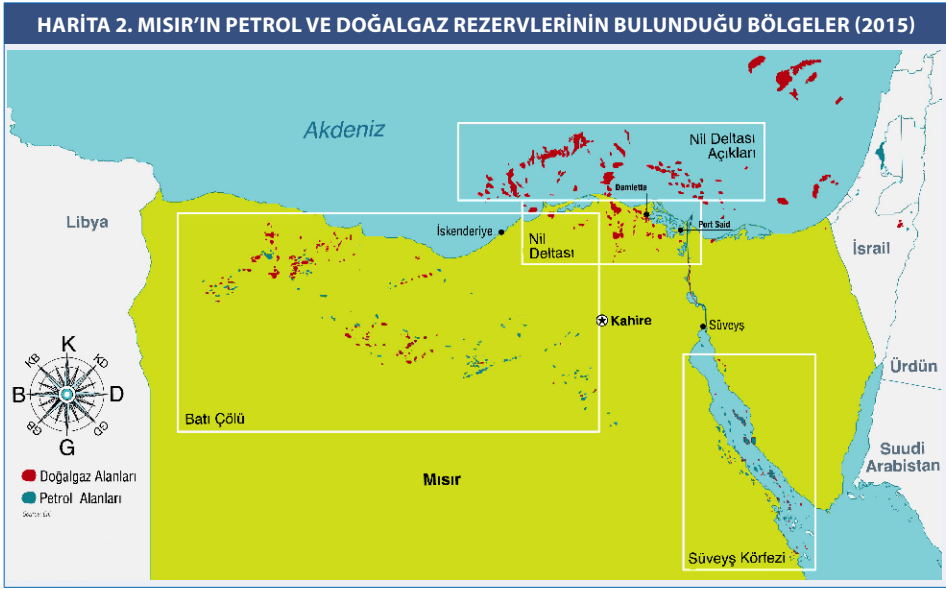 HARİTA 2. MISIR'IN PETROL VE DOĞALGAZ REZERVLERİNİN BULUNDUĞU BÖLGELER (2015)
Akdeniz
Nil Deltası
Açıkları
Damietta
Libya
İskenderiye
Port Said
Nil
Deltası
İsrail
Kahire
Süveyş
K
KB
KD
B
D
GB
GD
G
Ürdün
Batı Çölü
Doğalgaz Alanları
Petrol Alanları
Mısır
Suudi
Arabistan
Süveyş Körfezi